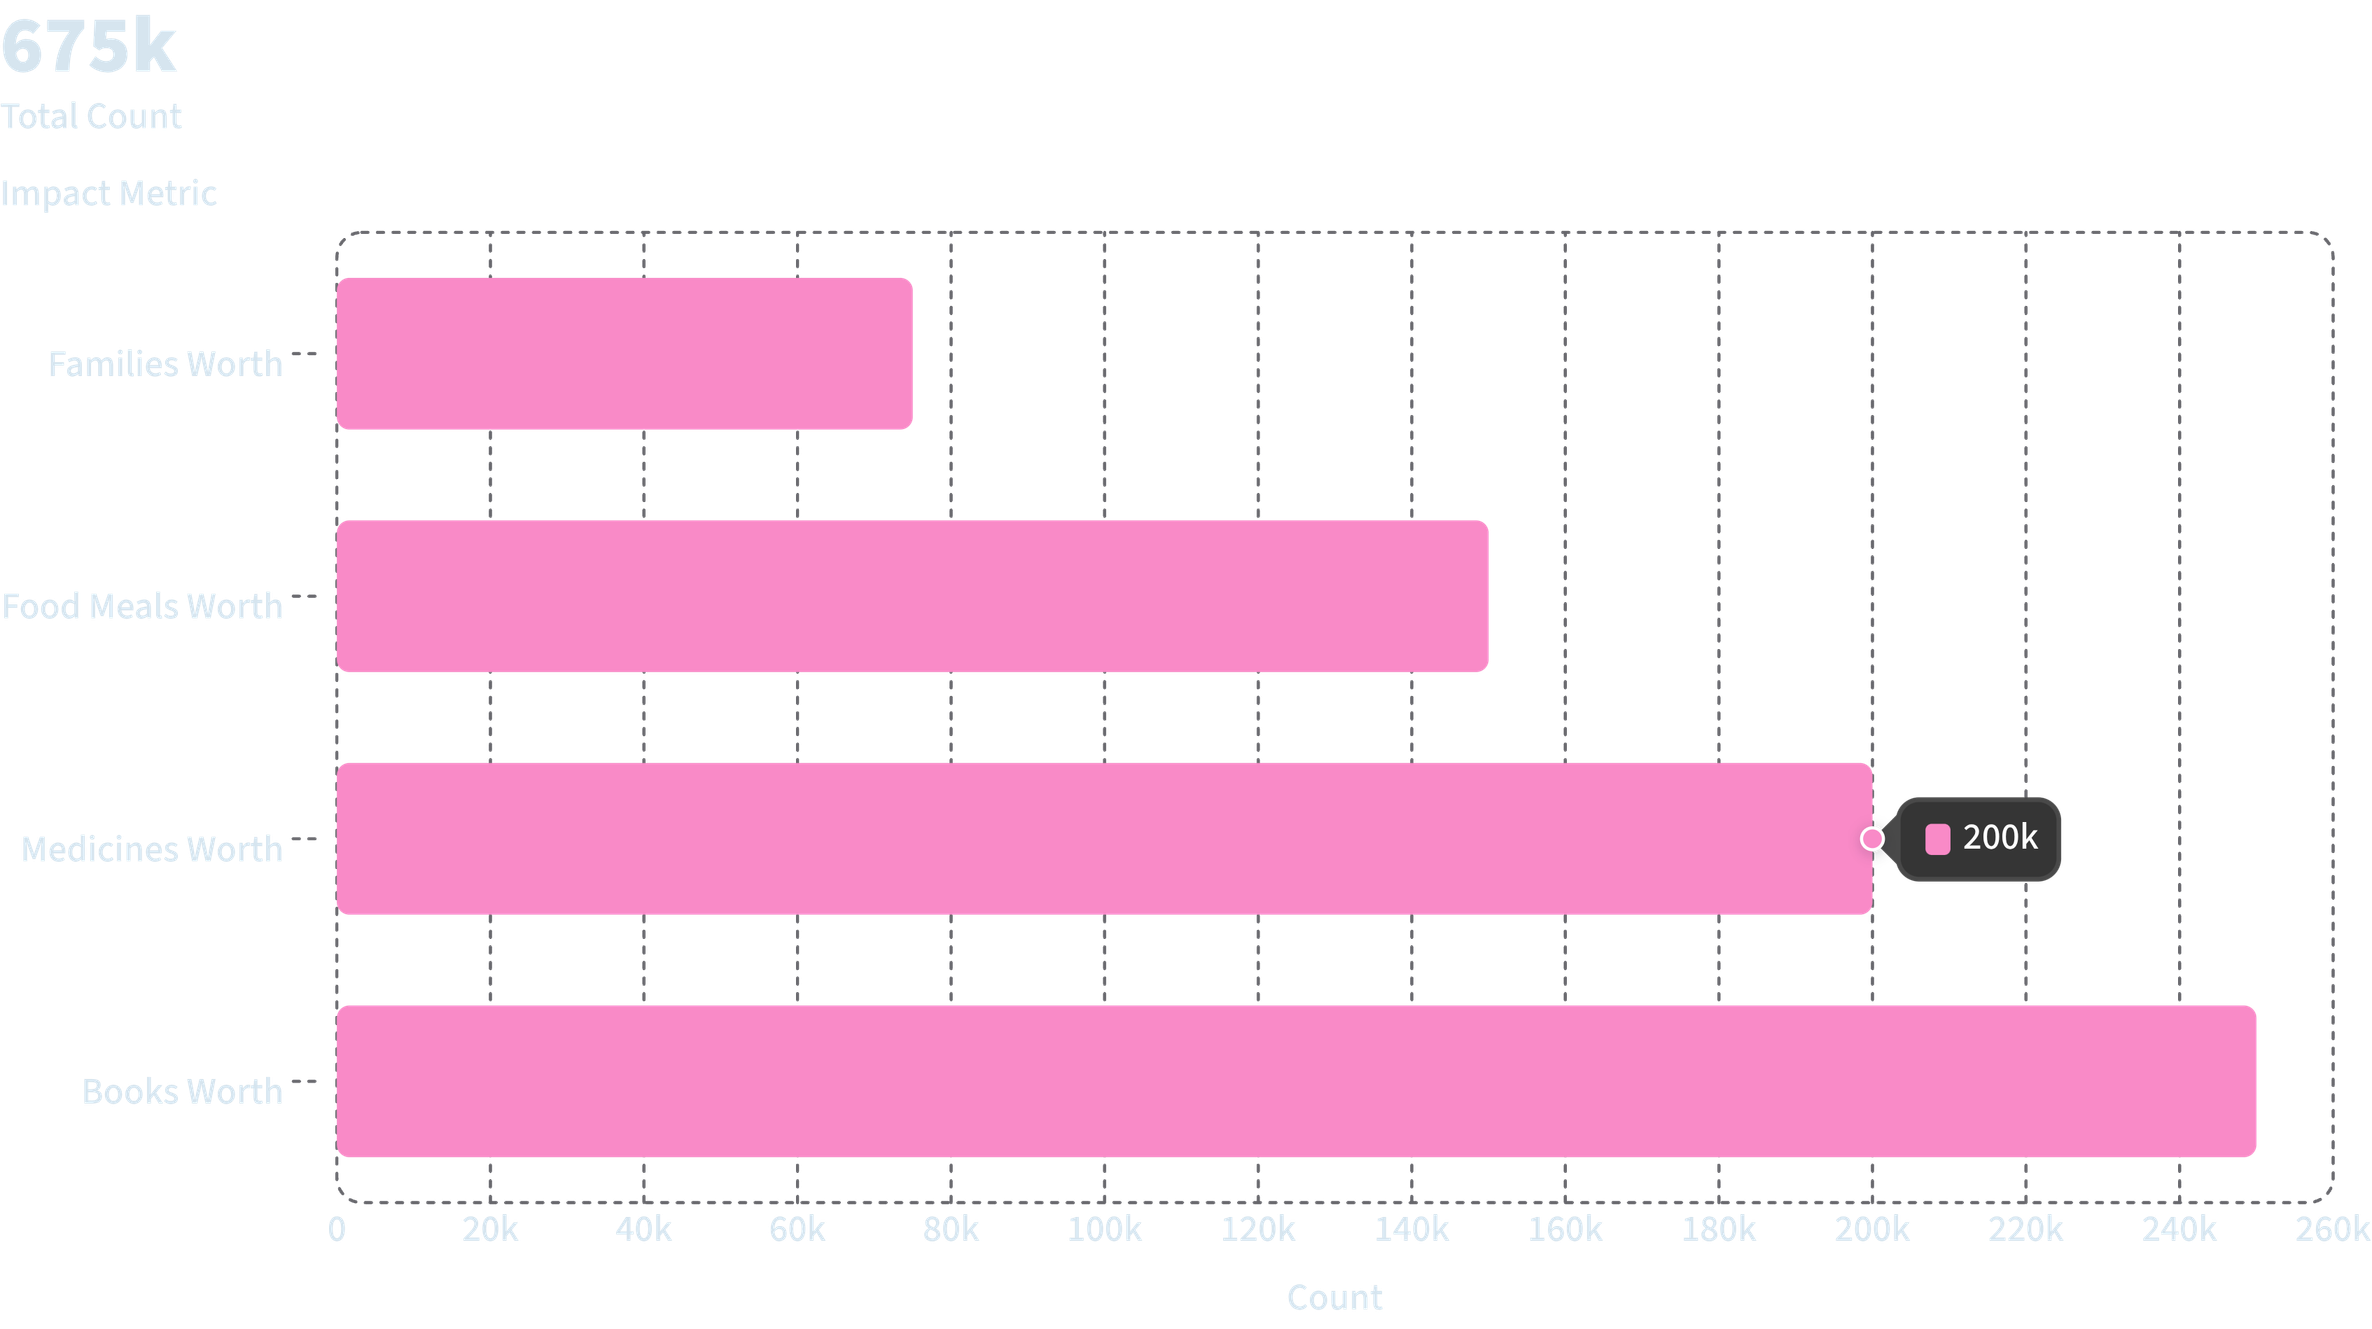 675k
Total Count
Impact Metric
Families Worth
Food Meals Worth
Medicines Worth
200k
Books Worth
0 20k 40k 60k 80k 100k 120k 140k 160k 180k 200k 220k 240k 260k
Count